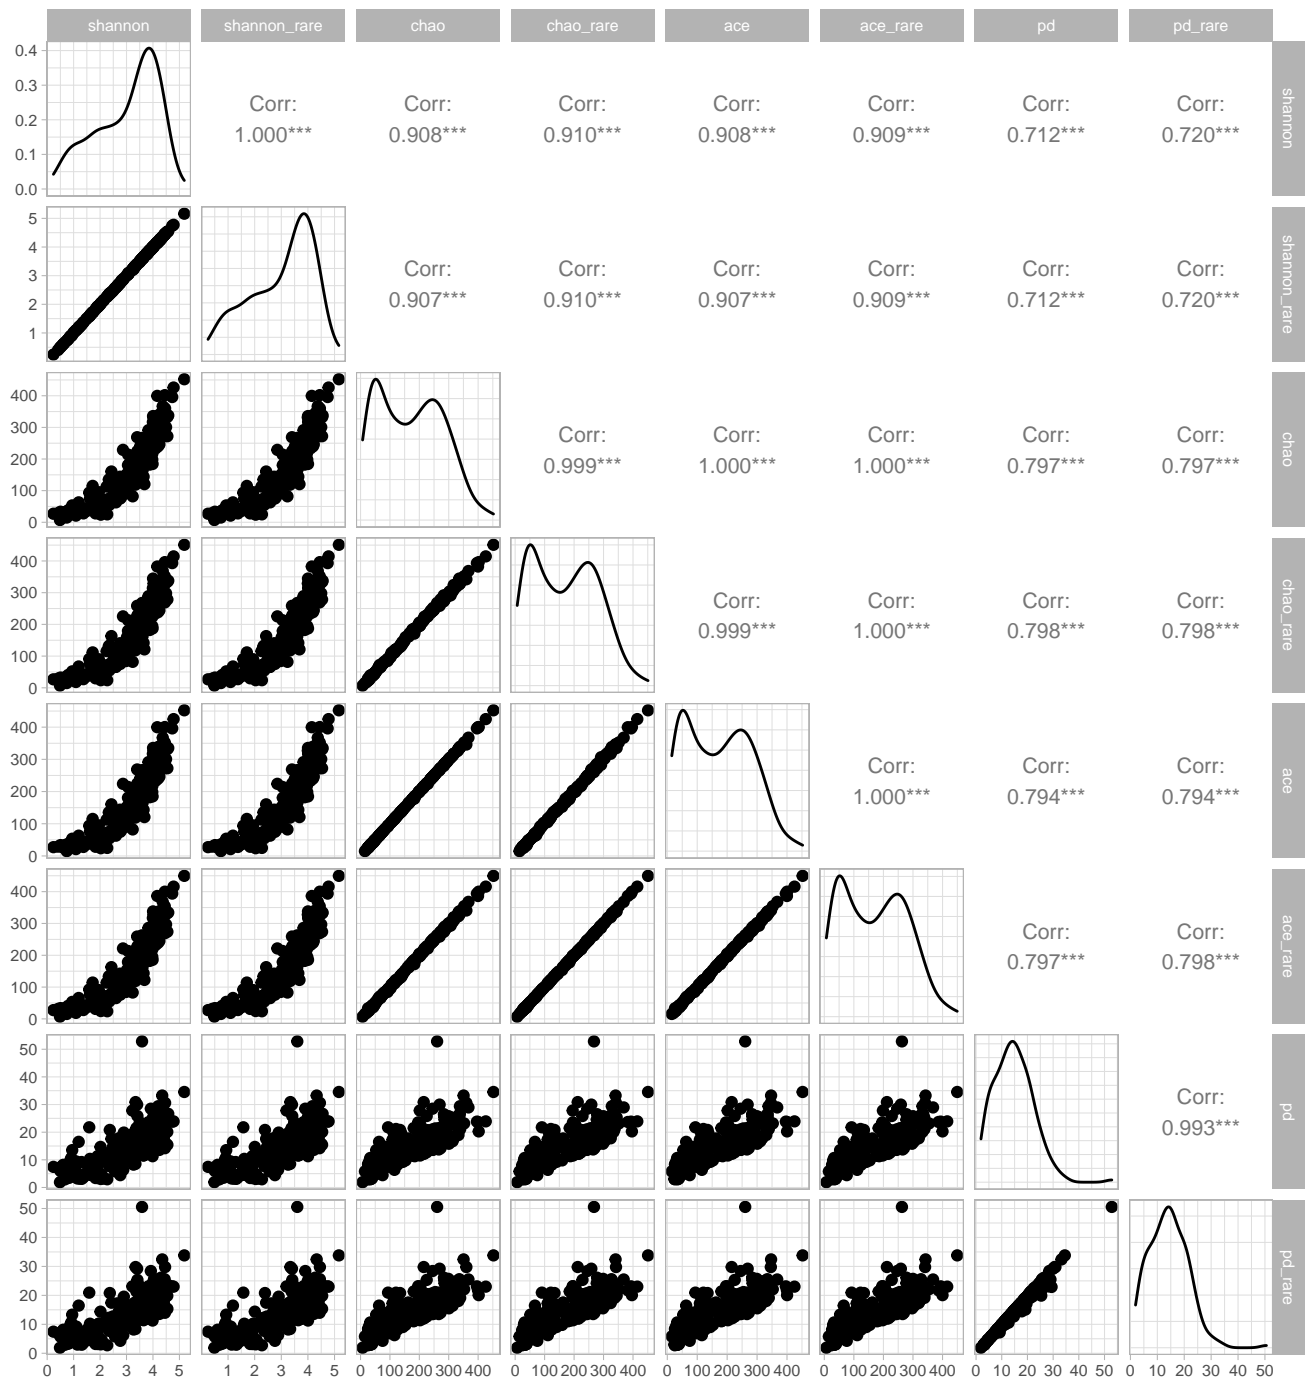 shannon shannon_rare chao chao_rare ace ace_rare pd pd_rare
0.4
0.3
0.2
0.1
0.0
Corr: Corr: Corr: Corr: Corr: Corr: Corr:
1.000*** 0.908*** 0.910*** 0.908*** 0.909*** 0.712*** 0.720***
shannon
5
4
3
2
1
Corr: Corr: Corr: Corr: Corr: Corr:
0.907*** 0.910*** 0.907*** 0.909*** 0.712*** 0.720***
shannon_rare
400
300
200
100
0
Corr: Corr: Corr: Corr: Corr:
0.999*** 1.000*** 1.000*** 0.797*** 0.797***
chao
400
300
200
100
0
Corr: Corr: Corr: Corr:
0.999*** 1.000*** 0.798*** 0.798***
chao_rare
400
300
200
100
0
Corr: Corr: Corr:
1.000*** 0.794*** 0.794***
ace
400
300
200
100
0
Corr: Corr:
0.797*** 0.798***
ace_rare
50
40
30
20
10
0
Corr:
0.993***
pd
50
40
30
20
10
0
pd_rare
0 1 2 3 4 5 1 2 3 4 5 0 100 200 300 400 0 100 200 300 400 0 100 200 300 400 0 100 200 300 400 0 10 20 30 40 50 0 10 20 30 40 50